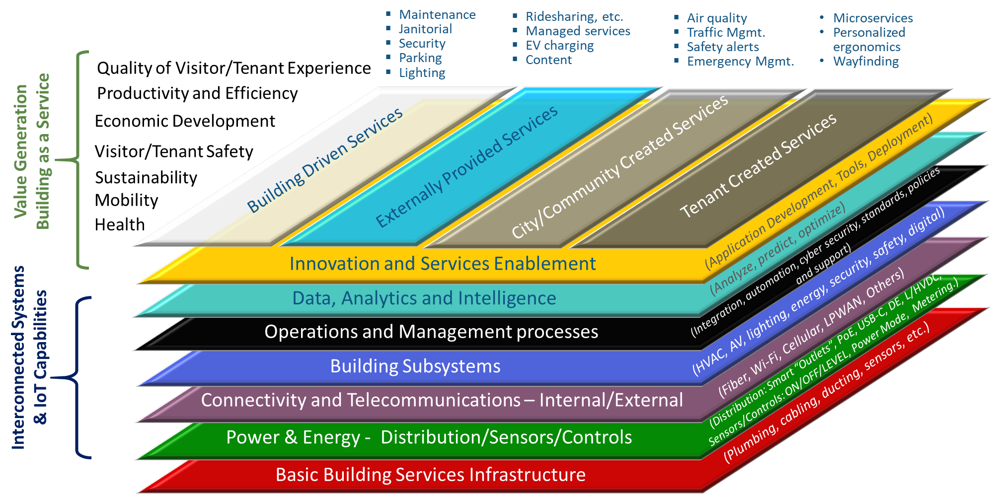 Maintenance
Janitorial
Security
Parking
Lighting
Ridesharing, etc.
Managed services
EV charging
Content
Air quality
Traffic Mgmt.
Safety alerts
Emergency Mgmt.
Microservices
Personalized
ergonomics
Wayfinding
Value Generation
Building as a Service
Quality of Visitor/Tenant Experience
Productivity and Efficiency
Economic Development
Visitor/Tenant Safety
Sustainability
Mobility
Health
Building Driven Services
Externally Provided Services
City/Community Created Services
Tenant Created Services
Interconnected Systems
& IoT Capabilities
Innovation and Services Enablement
(Application Development, Tools, Deployment)
Data, Analytics and Intelligence
(Analyze, predict, optimize)
Operations and Management processes
(Integration, automation, cyber security, standards, policies
and support)
Building Subsystems
(HVAC, AV, lighting, energy, security, safety, digital)
Connectivity and Telecommunications – Internal/External
(Fiber, Wi-Fi, Cellular, LPWAN, Others)
Power & Energy - Distribution/Sensors/Controls
(Distribution: Smart “Outlets”, PoE, USB-C, DE, L/HVDC,
Sensors/Controls: ON/OFF/LEVEL, Power Mode, Metering.)
Basic Building Services Infrastructure
(Plumbing, cabling, ducting, sensors, etc.)